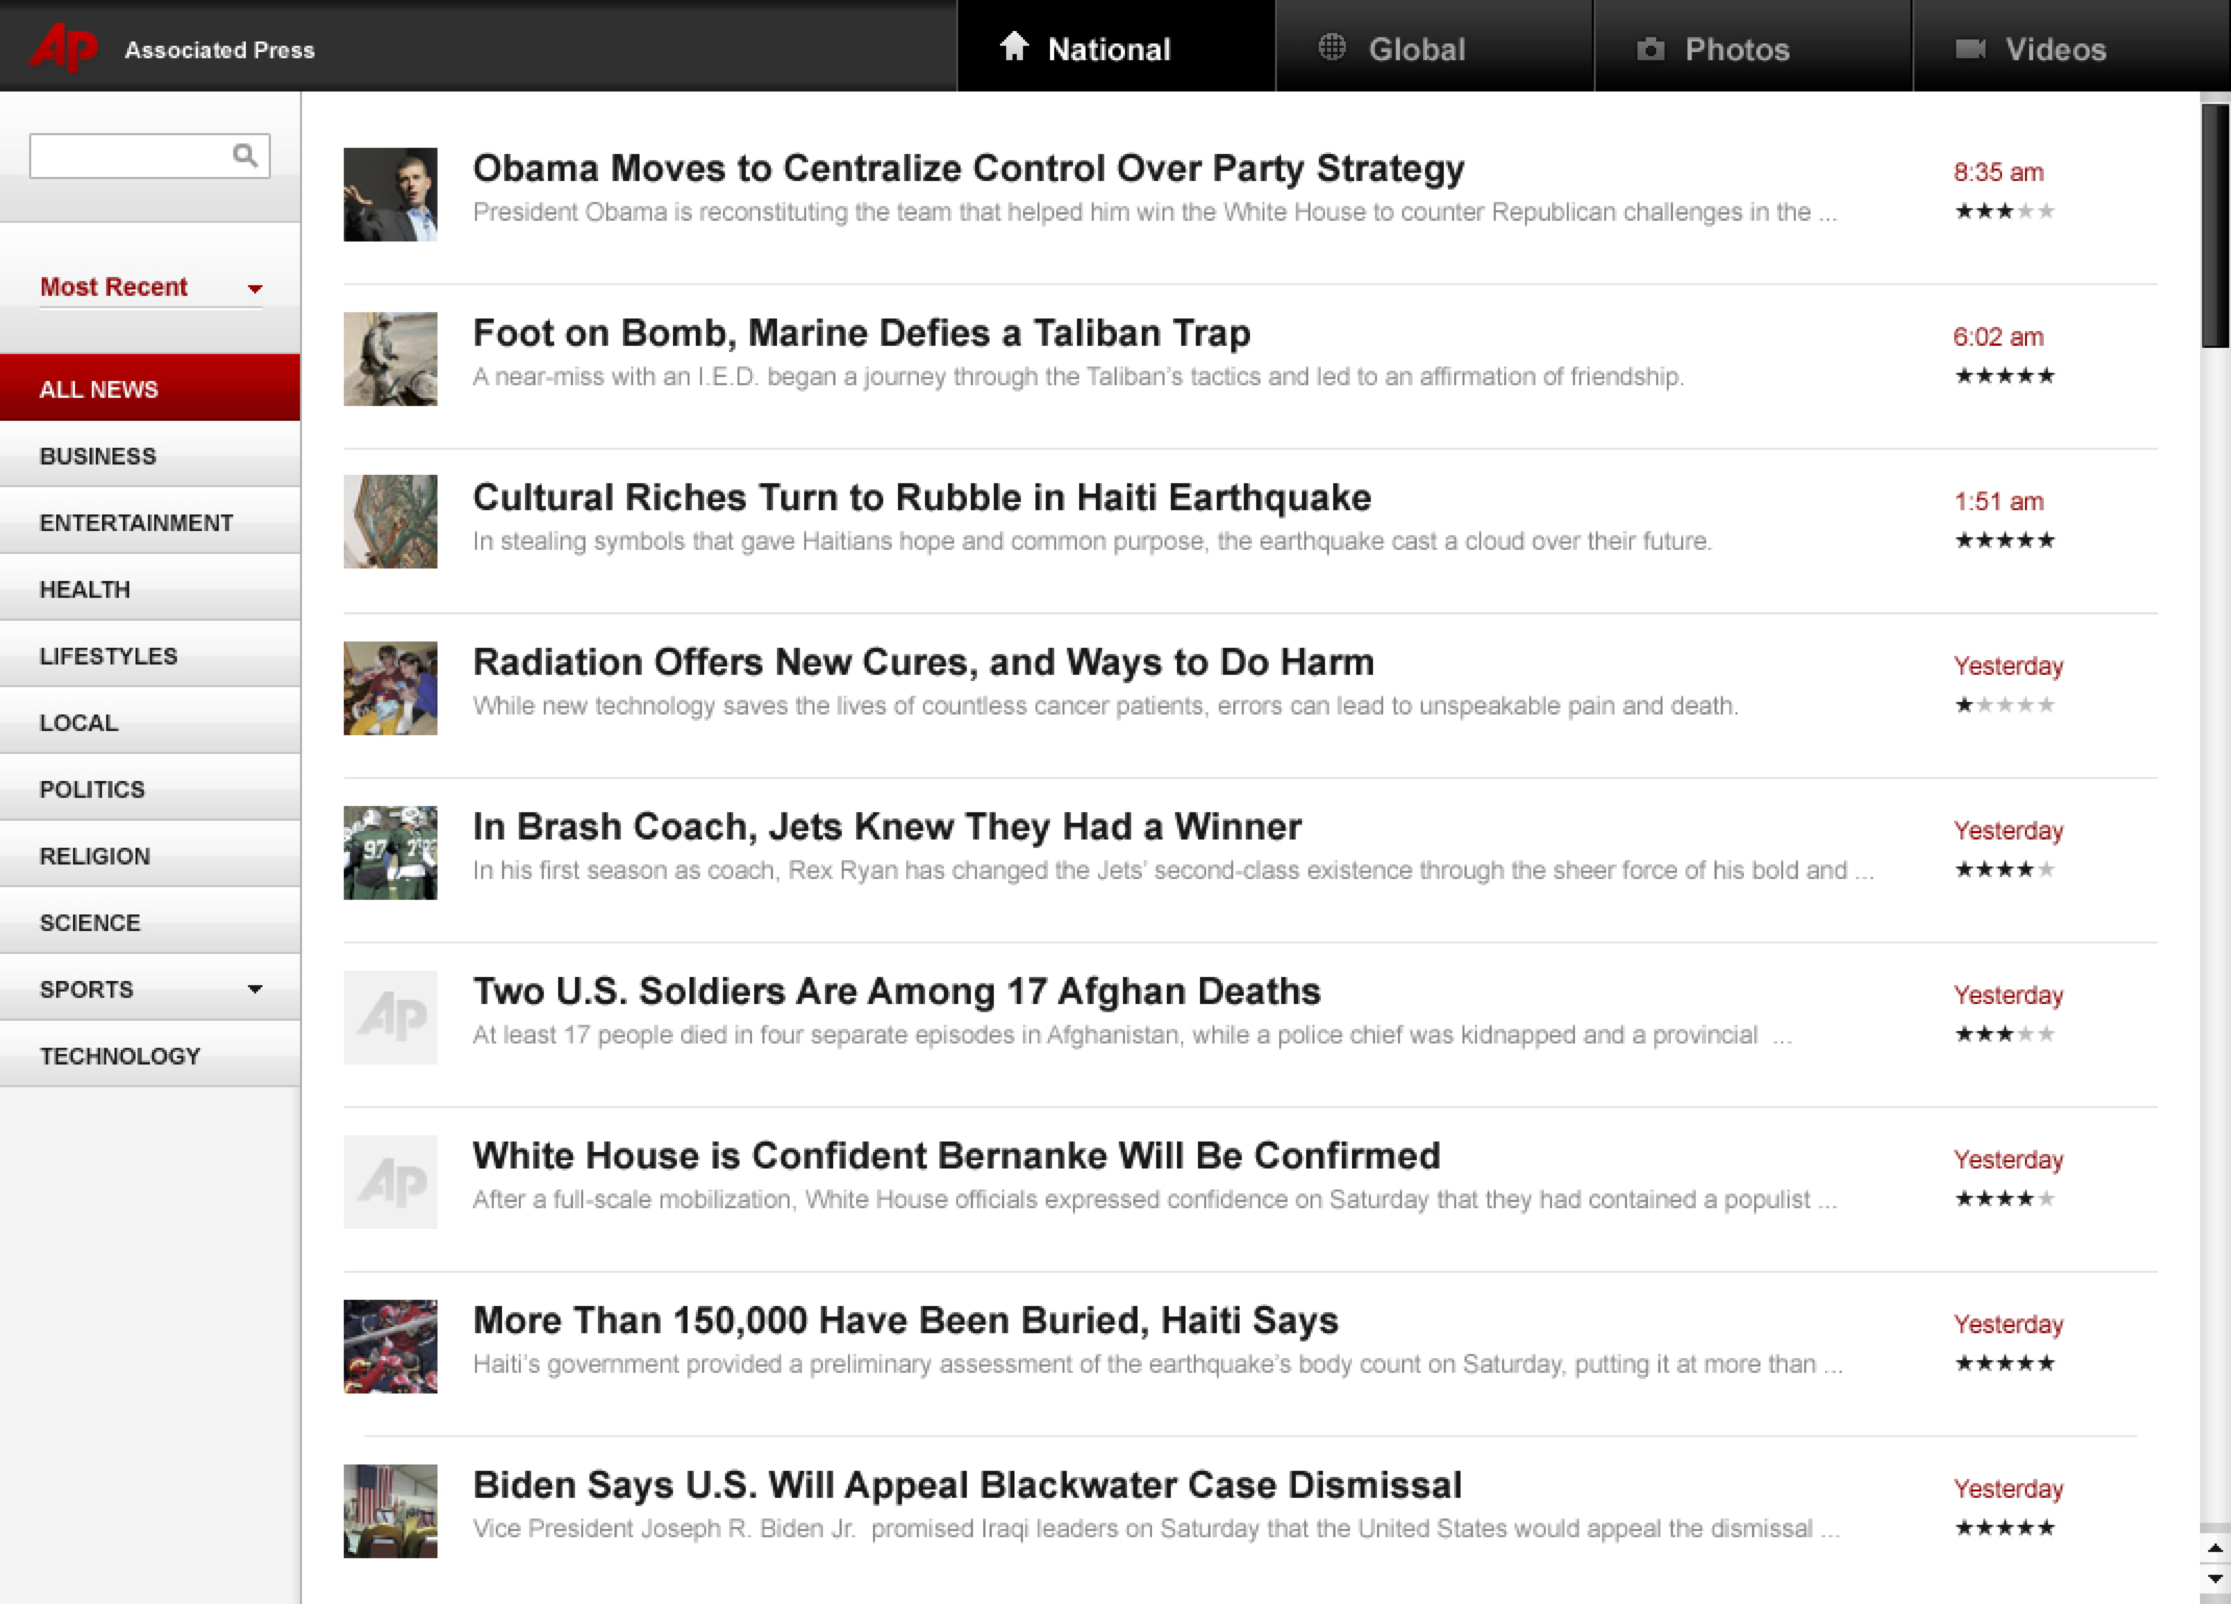 AP Associated Press
National
Global
Photos
Videos
Most Recent
ALL NEWS
BUSINESS
ENTERTAINMENT
HEALTH
LIFESTYLES
LOCAL
POLITICS
RELIGION
SCIENCE
SPORTS
TECHNOLOGY
Obama Moves to Centralize Control Over Party Strategy
8:35 am
President Obama is reconstituting the team that helped him win the White House to counter Republican challenges in the ...
Foot on Bomb, Marine Defies a Taliban Trap
6:02 am
A near-miss with an I.E.D. began a journey through the Taliban's tactics and led to an affirmation of friendship.
Cultural Riches Turn to Rubble in Haiti Earthquake
1:51 am
In stealing symbols that gave Haitians hope and common purpose, the earthquake cast a cloud over their future.
Radiation Offers New Cures, and Ways to Do Harm
Yesterday
While new technology saves the lives of countless cancer patients, errors can lead to unspeakable pain and death.
97
In Brash Coach, Jets Knew They Had a Winner
Yesterday
In his first season as coach, Rex Ryan has changed the Jets' second-class existence through the sheer force of his bold and ...
AP
Two U.S. Soldiers Are Among 17 Afghan Deaths
Yesterday
At least 17 people died in four separate episodes in Afghanistan, while a police chief was kidnapped and a provincial ...
AP
White House is Confident Bernanke Will Be Confirmed
Yesterday
After a full-scale mobilization, White House officials expressed confidence on Saturday that they had contained a populist ...
More Than 150,000 Have Been Buried, Haiti Says
Yesterday
Haiti's government provided a preliminary assessment of the earthquake's body count on Saturday, putting it at more than ...
Biden Says U.S. Will Appeal Blackwater Case Dismissal
Yesterday
Vice President Joseph R. Biden Jr. promised Iraqi leaders on Saturday that the United States would appeal the dismissal ...